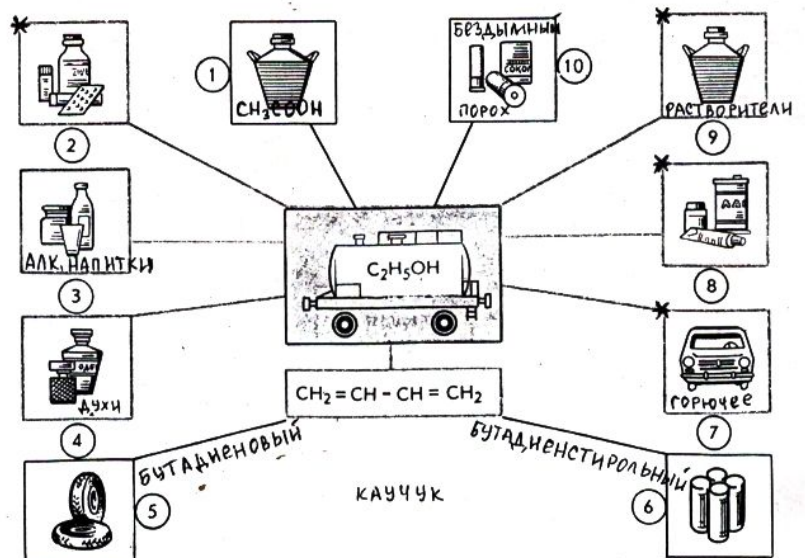 *
1
CH₃COOH
БЕЗДЫМНЫЙ
СОКОЛ
ПОРОХ
10
*
РАСТВОРИТЕЛИ
9
2
АЛК. НАПИТКИ
3
C₂H₅OH
*
8
ДУХИ
4
CH₂=CH-CH=CH₂
*
ГОРЮЧЕЕ
7
БУТАДИЕНОВЫЙ
БУТАДИЕНСТИРОЛЬНЫЙ
5
КАУЧУК
6